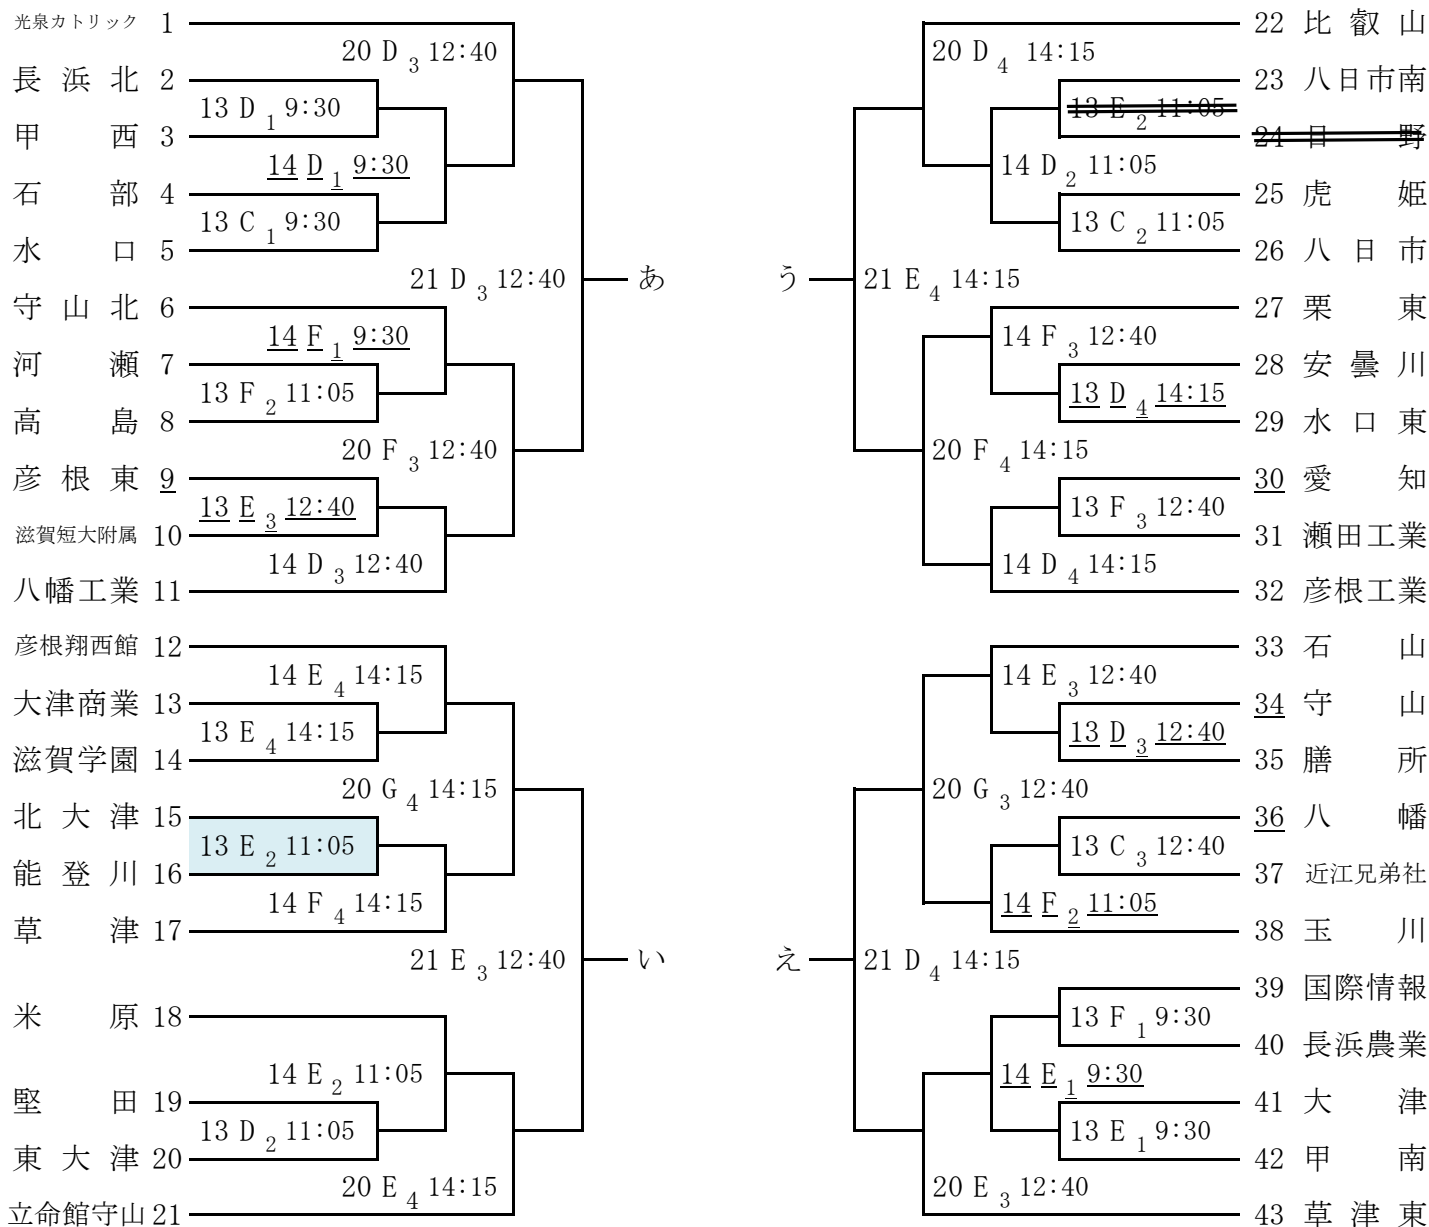 光泉カトリック 1
20 D 3 12:40
長浜北 2
13 D 1 9:30
甲西 3
14 D 1 9:30
石部 4
13 C 1 9:30
水口 5
21 D 3 12:40 あ
守山北 6
14 F 1 9:30
河瀬 7
13 F 2 11:05
高島 8
20 F 3 12:40
彦根東 9
13 E 3 12:40
滋賀短大附属 10
14 D 3 12:40
八幡工業 11
彦根翔西館 12
14 E 4 14:15
大津商業 13
13 E 4 14:15
滋賀学園 14
20 G 4 14:15
北大津 15
13 E 2 11:05
能登川 16
14 F 4 14:15
草津 17
21 E 3 12:40 い
米原 18
14 E 2 11:05
堅田 19
13 D 2 11:05
東大津 20
20 E 4 14:15
立命館守山 21
22 比叡山
20 D 4 14:15
23 八日市南
13 E 2 11:05
24 日野
14 D 2 11:05
25 虎姫
13 C 2 11:05
26 八日市
う 21 E 4 14:15
27 栗東
14 F 3 12:40
28 安曇川
13 D 4 14:15
29 水口東
20 F 4 14:15
30 愛知
13 F 3 12:40
31 瀬田工業
14 D 4 14:15
32 彦根工業
33 石山
14 E 3 12:40
34 守山
13 D 3 12:40
35 膳所
20 G 3 12:40
36 八幡
13 C 3 12:40
37 近江兄弟社
14 F 2 11:05
38 玉川
え 21 D 4 14:15
39 国際情報
13 F 1 9:30
40 長浜農業
14 E 1 9:30
41 大津
13 E 1 9:30
42 甲南
20 E 3 12:40
43 草津東